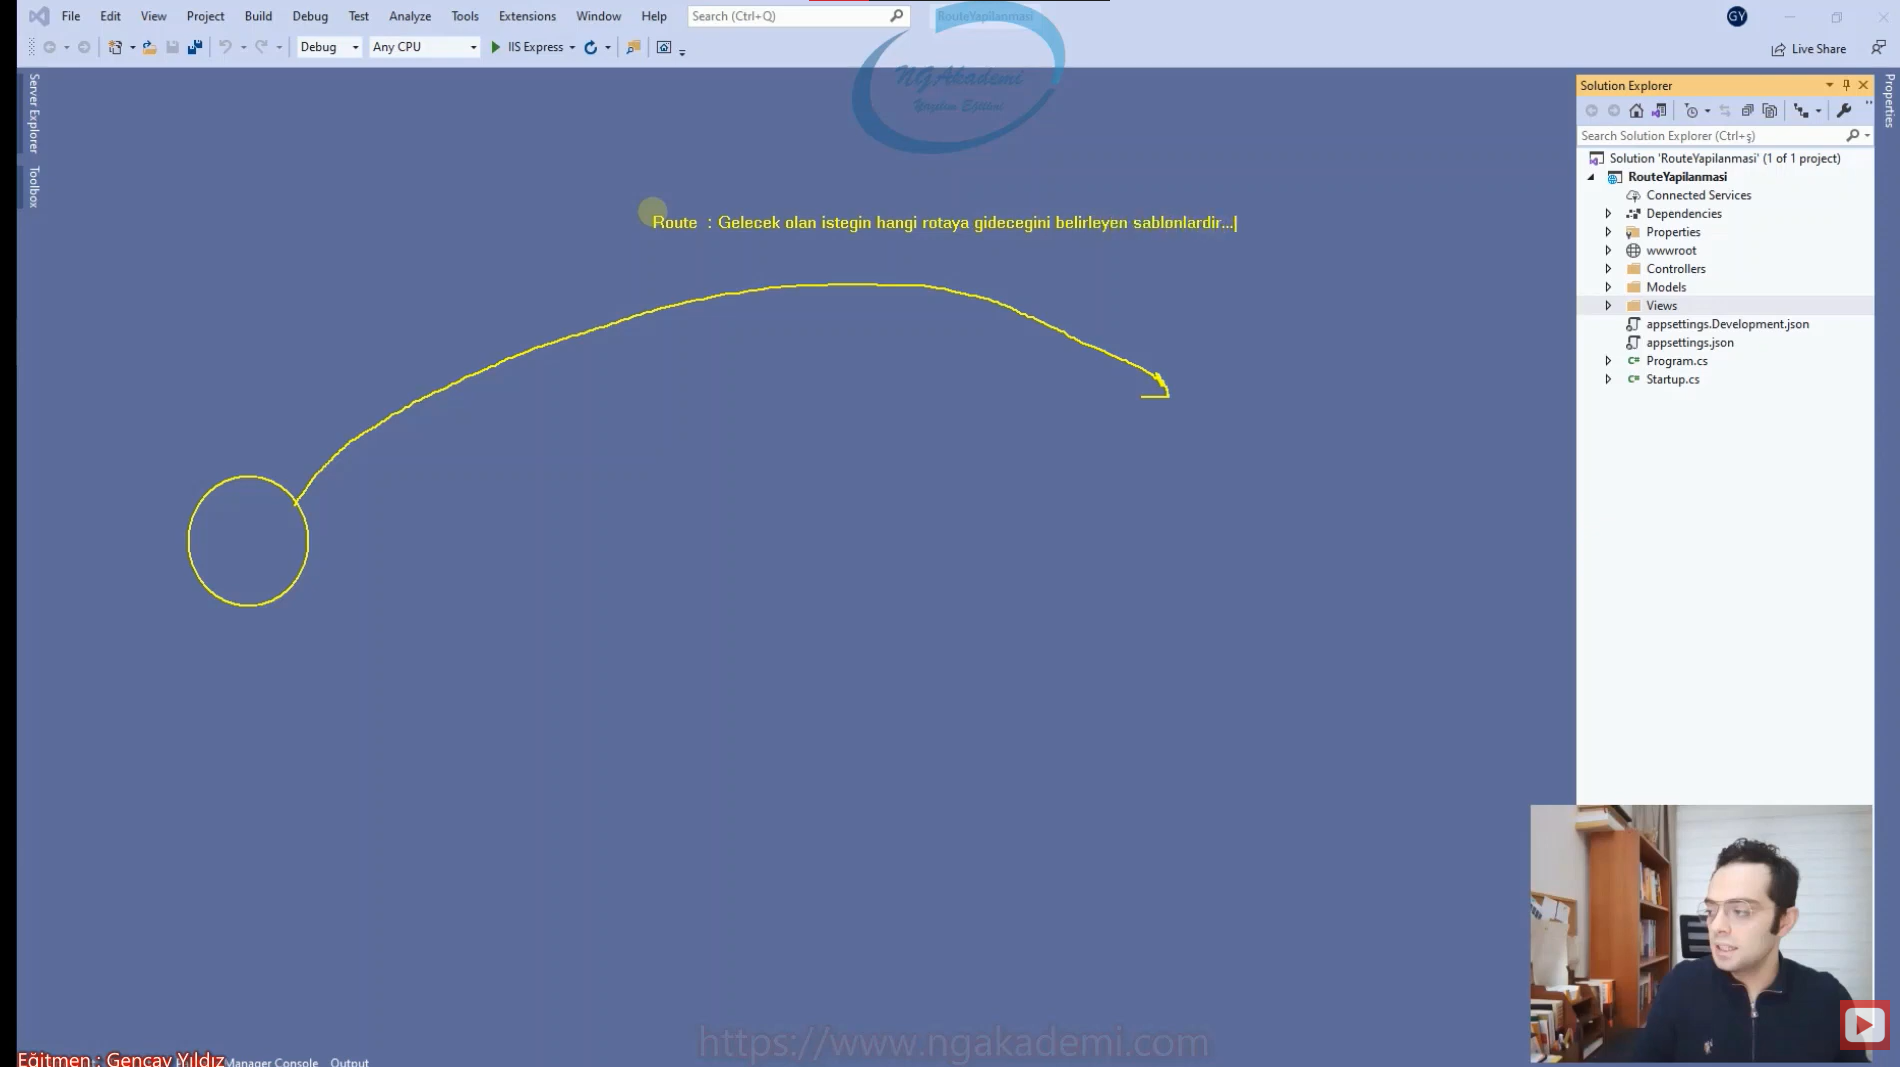 File Edit View Project Build Debug Test Analyze Tools Extensions Window Help Search (Ctrl+Q) RouteYapilanmasi GY
Debug Any CPU IIS Express Live Share
NGAkademi
Yazılım Eğitimi
Server Explorer
Toolbox
Properties
Route : Gelecek olan istegin hangi rotaya gidecegini belirleyen sablonlardir...
Solution Explorer
Search Solution Explorer (Ctrl+ş)
Solution 'RouteYapilanmasi' (1 of 1 project)
RouteYapilanmasi
Connected Services
Dependencies
Properties
wwwroot
Controllers
Models
Views
appsettings.Development.json
appsettings.json
C# Program.cs
C# Startup.cs
https://www.ngakademi.com
Eğitmen : Gençay Yıldız
Manager Console Output